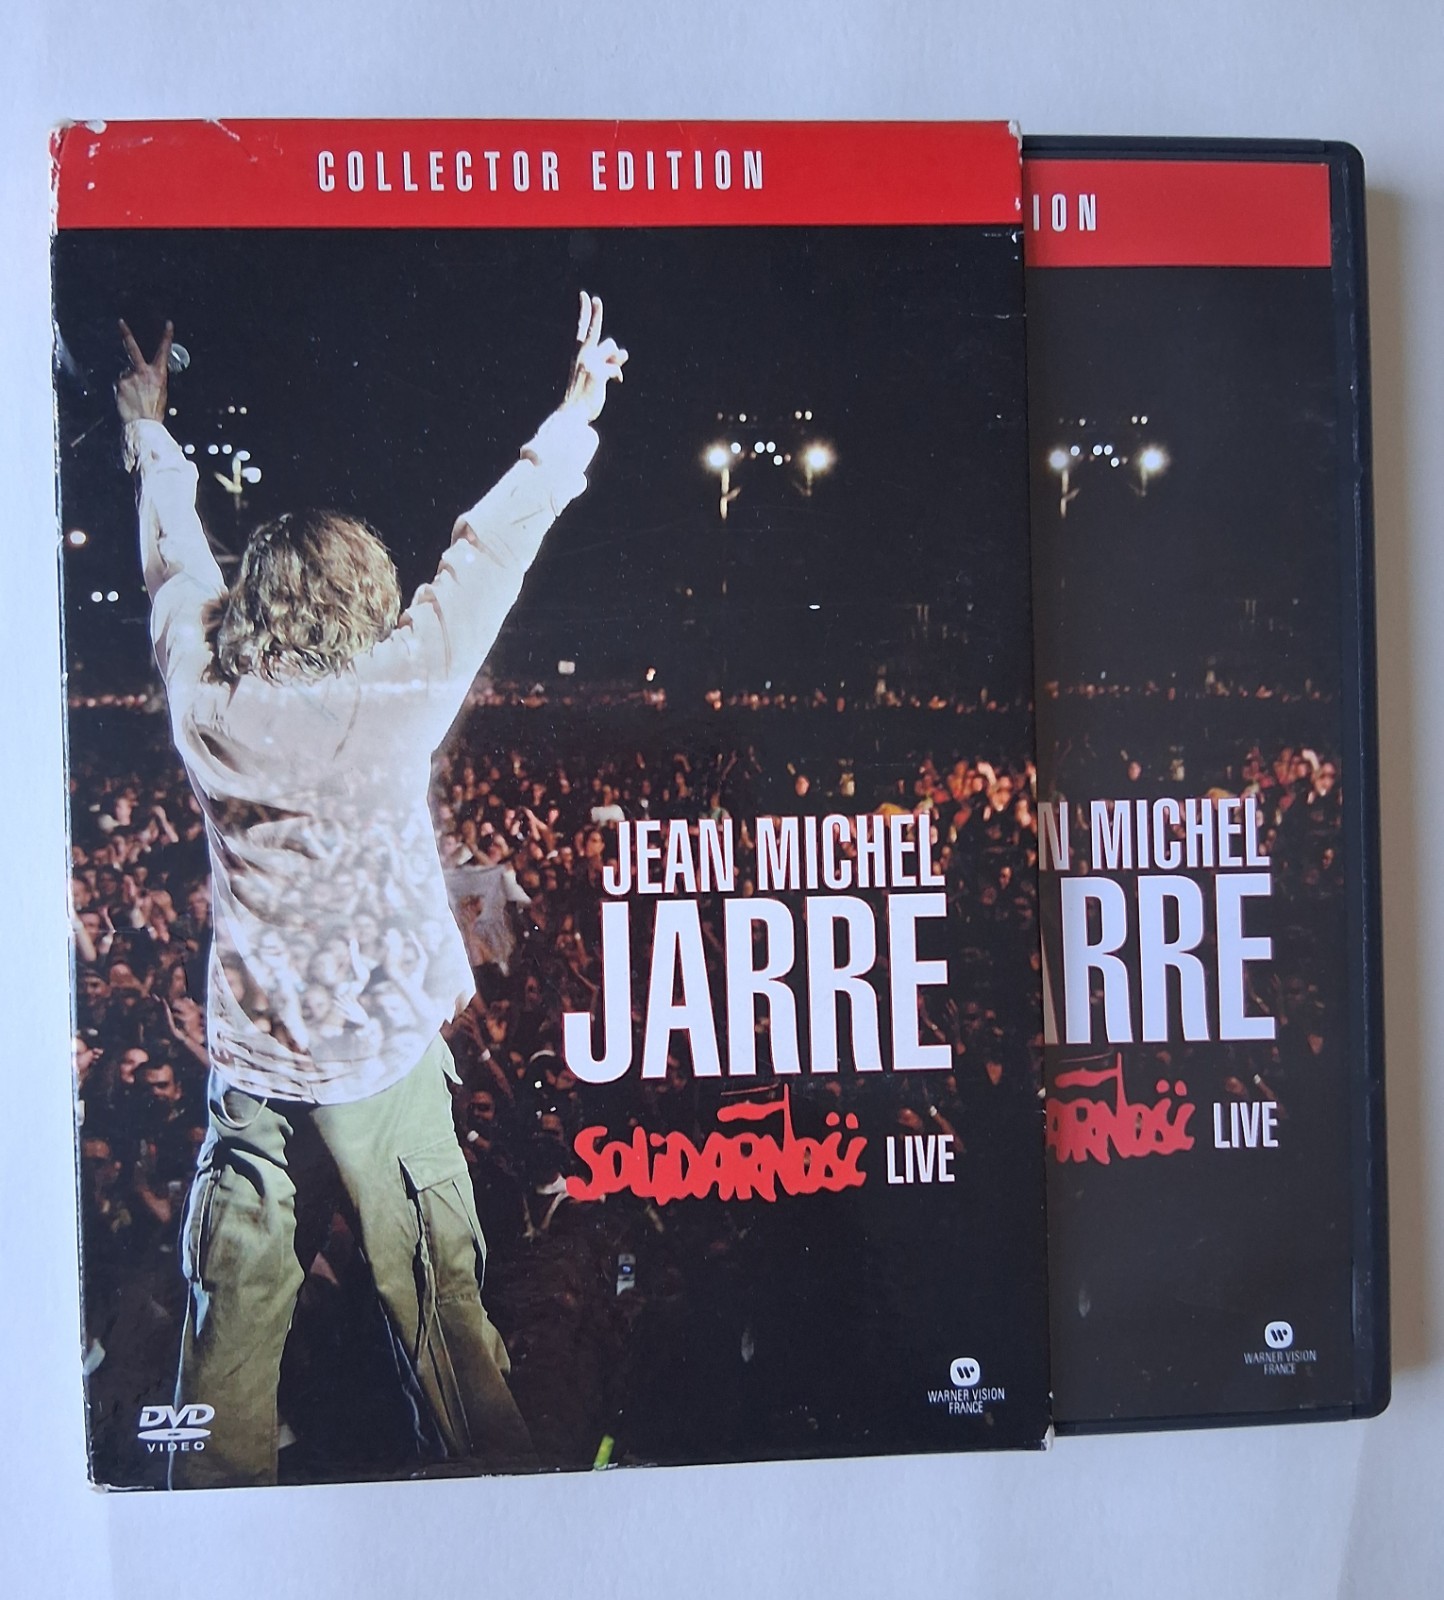 COLLECTOR EDITION
JEAN MICHEL
JARRE
SOLIDARNOŚĆ LIVE
DVD
VIDEO
WARNER VISION
FRANCE
ION
N MICHEL
ARRE
ARNOŚĆ LIVE
WARNER VISION
FRANCE